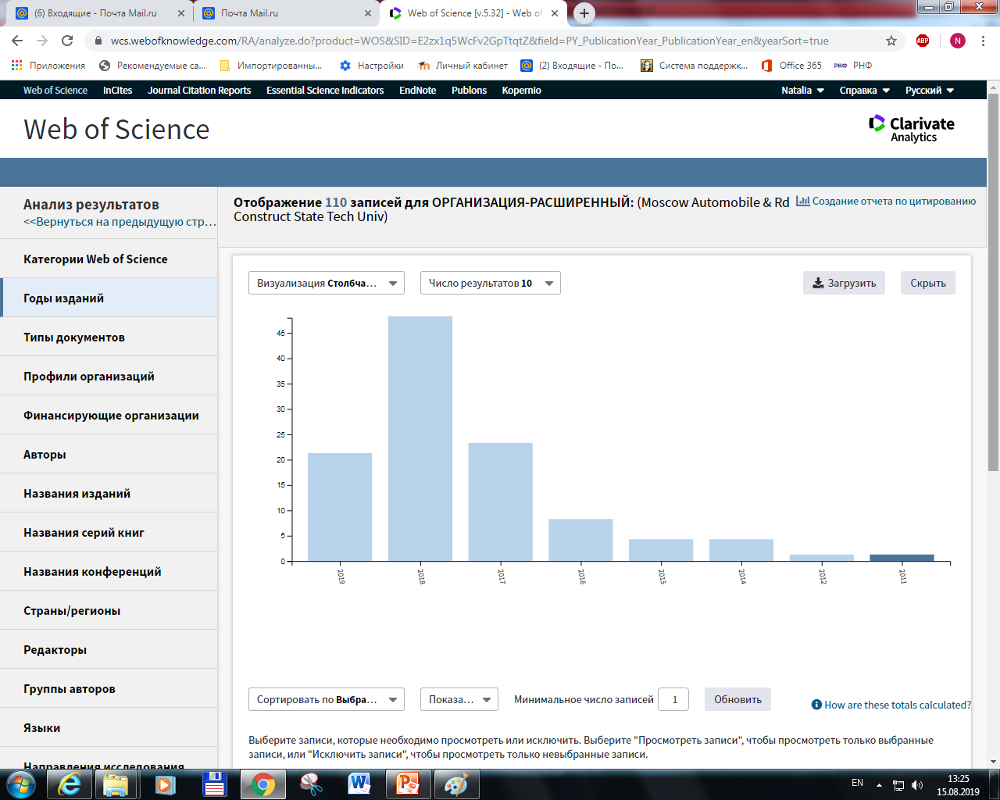 (6) Входящие - Почта Mail.ru
Почта Mail.ru
Web of Science [v.5.32] - Web of
wcs.webofknowledge.com/RA/analyze.do?product=WOS&SID=E2zx1q5WcFv2GpTtqtZ&field=PY_PublicationYear_PublicationYear_en&yearSort=true
ABP
N
Приложения
Рекомендуемые са...
Импортированны...
Настройки
Личный кабинет
(2) Входящие - По...
Система поддержк...
Office 365
РНФ РНФ
Web of Science InCites Journal Citation Reports Essential Science Indicators EndNote Publons Kopernio
Natalia Справка Русский
Web of Science
Clarivate
Analytics
Анализ результатов
<<Вернуться на предыдущую стр...
Отображение 110 записей для ОРГАНИЗАЦИЯ-РАСШИРЕННЫЙ: (Moscow Automobile & Rd
Construct State Tech Univ)
Создание отчета по цитированию
Категории Web of Science
Годы изданий
Типы документов
Профили организаций
Финансирующие организации
Авторы
Названия изданий
Названия серий книг
Названия конференций
Страны/регионы
Редакторы
Группы авторов
Языки
Направления исследования
Визуализация Столбча...
Число результатов 10
Загрузить
Скрыть
45
40
35
30
25
20
15
10
5
0
2019
2018
2017
2016
2015
2014
2012
2011
Сортировать по Выбра...
Показа...
Минимальное число записей 1
Обновить
How are these totals calculated?
Выберите записи, которые необходимо просмотреть или исключить. Выберите "Просмотреть записи", чтобы просмотреть только выбранные
записи, или "Исключить записи", чтобы просмотреть только невыбранные записи.
EN
13:25
15.08.2019